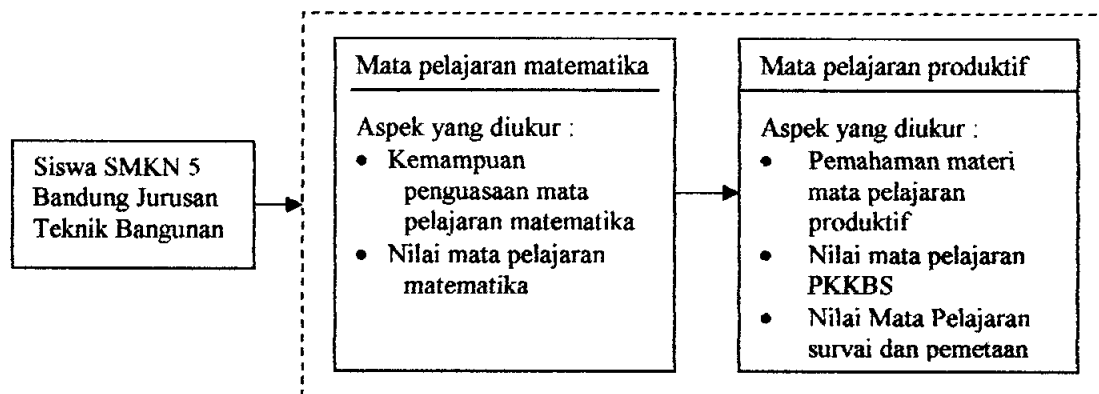 Siswa SMKN 5
Bandung Jurusan
Teknik Bangunan
Mata pelajaran matematika
Aspek yang diukur :
• Kemampuan
penguasaan mata
pelajaran matematika
• Nilai mata pelajaran
matematika
Mata pelajaran produktif
Aspek yang diukur :
• Pemahaman materi
mata pelajaran
produktif
• Nilai mata pelajaran
PKKBS
• Nilai Mata Pelajaran
survai dan pemetaan